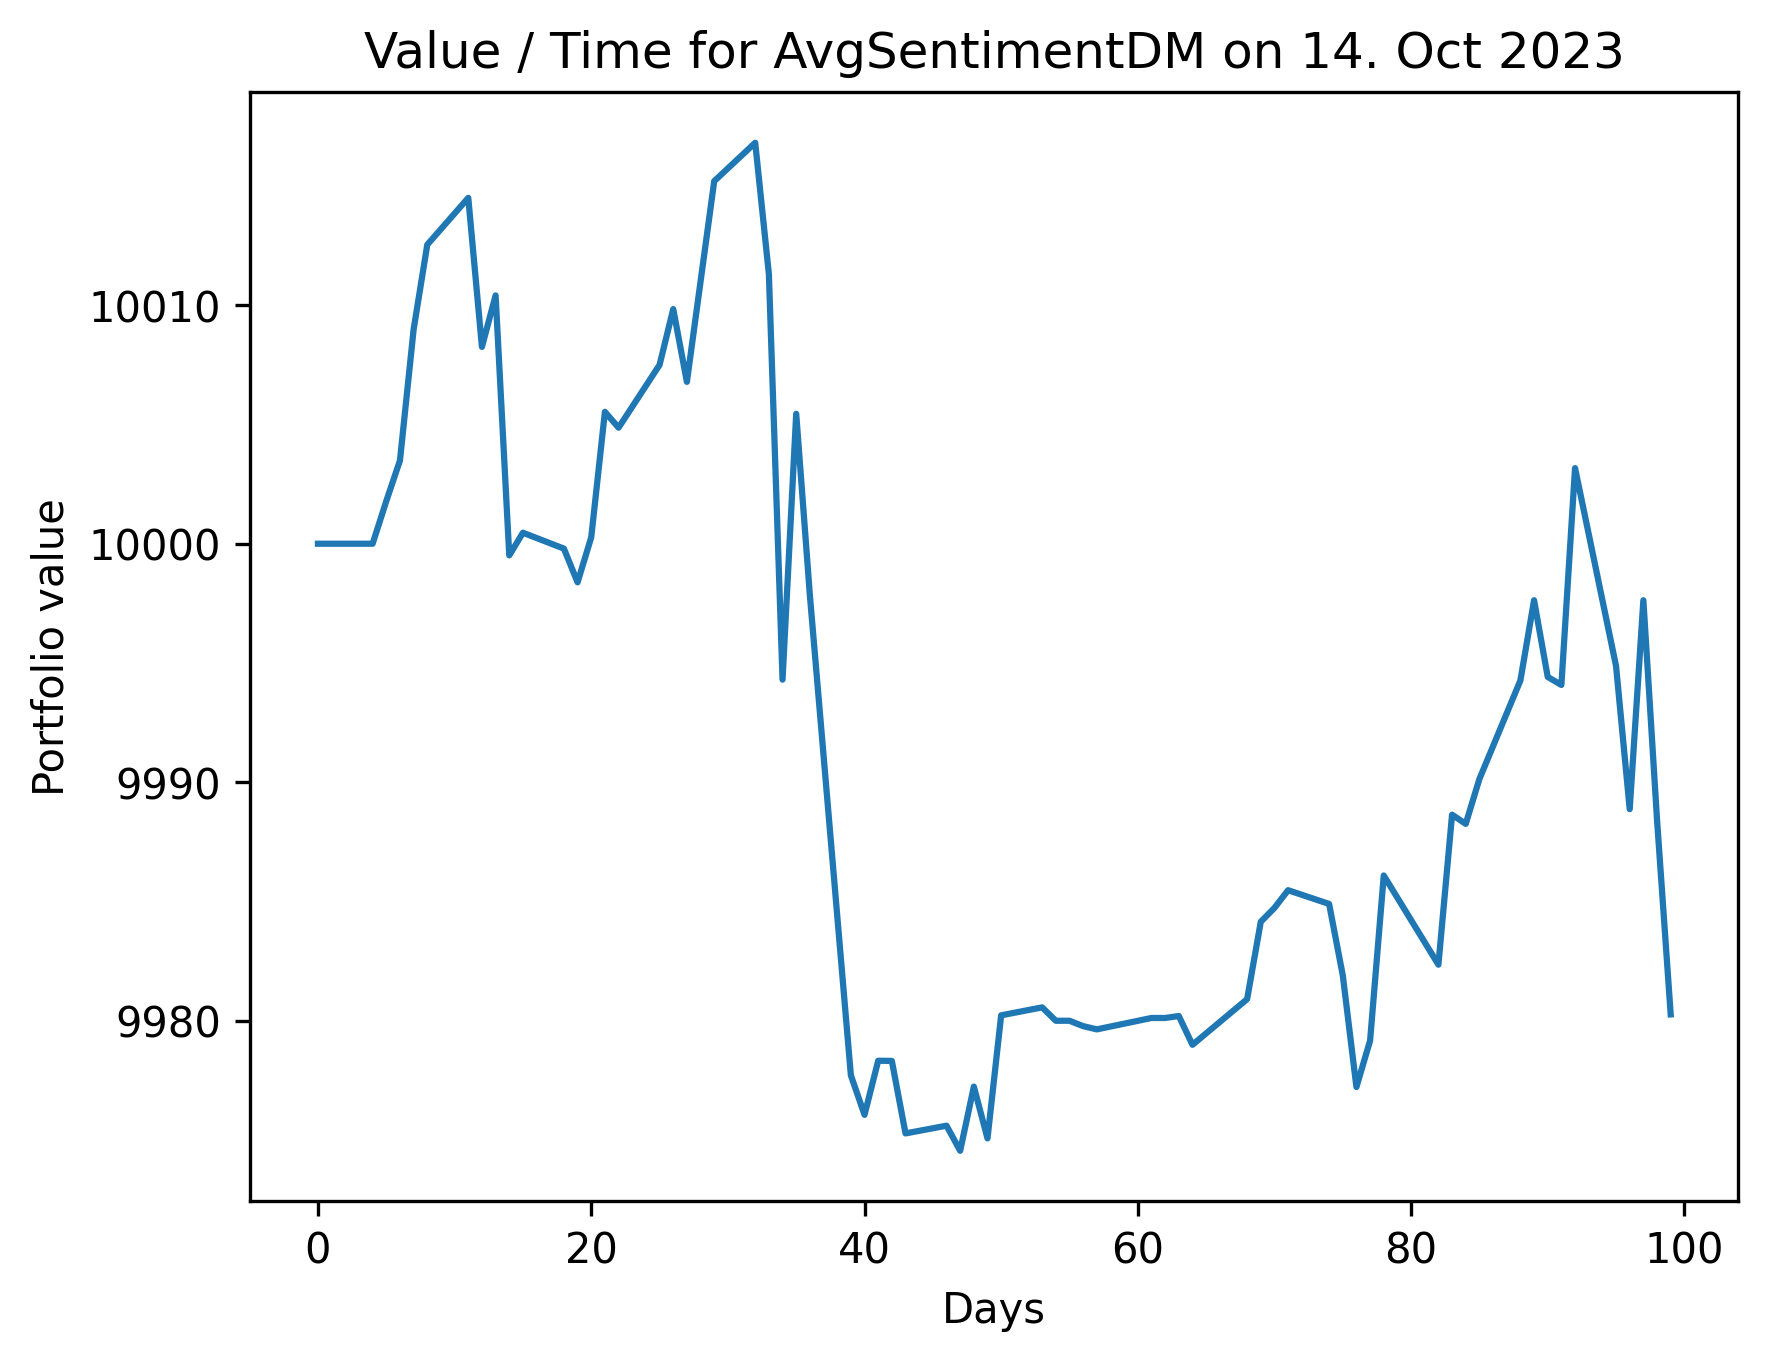 Value / Time for AvgSentimentDM on 14. Oct 2023
Portfolio value
10010
10000
9990
9980
0 20 40 60 80 100
Days